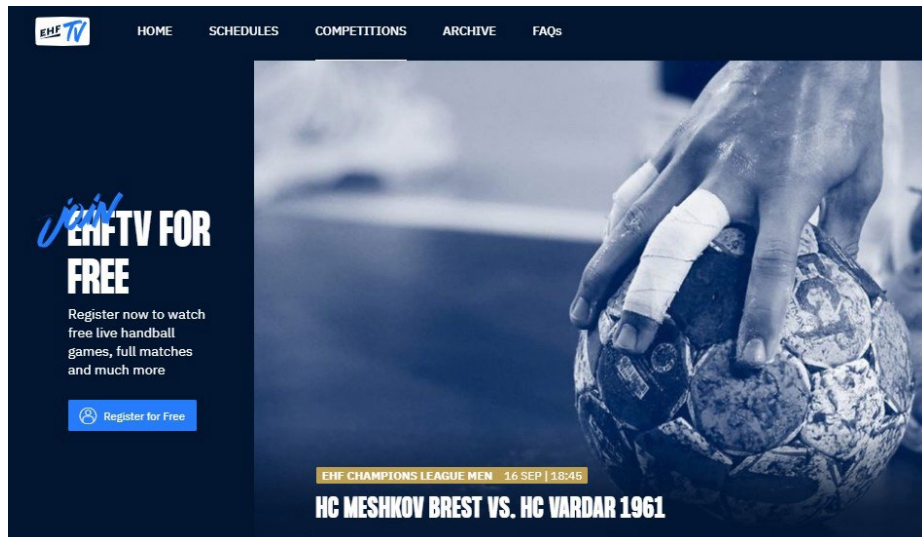 EHF TV
HOME SCHEDULES COMPETITIONS ARCHIVE FAQs
join
EHFTV FOR
FREE
Register now to watch
free live handball
games, full matches
and much more
Register for Free
EHF CHAMPIONS LEAGUE MEN 16 SEP | 18:45
HC MESHKOV BREST VS. HC VARDAR 1961